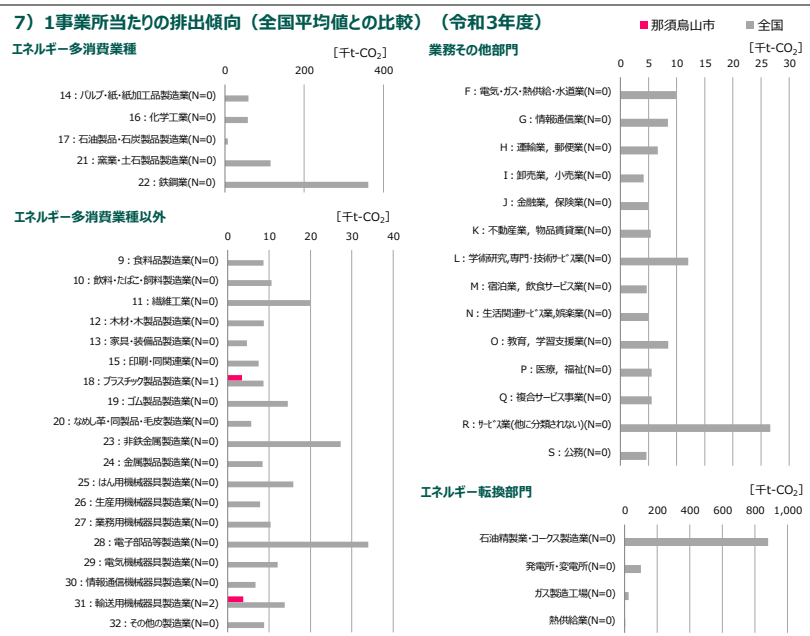 7）1事業所当たりの排出傾向（全国平均値との比較）（令和3年度）
■那須烏山市 ■全国
エネルギー多消費業種
[千t-CO₂]
0 200 400
14：パルプ・紙・紙加工品製造業(N=0)
16：化学工業(N=0)
17：石油製品・石炭製品製造業(N=0)
21：窯業・土石製品製造業(N=0)
22：鉄鋼業(N=0)
エネルギー多消費業種以外
[千t-CO₂]
0 10 20 30 40
9：食料品製造業(N=0)
10：飲料・たばこ・飼料製造業(N=0)
11：繊維工業(N=0)
12：木材・木製品製造業(N=0)
13：家具・装備品製造業(N=0)
15：印刷・同関連業(N=0)
18：プラスチック製品製造業(N=1)
19：ゴム製品製造業(N=0)
20：なめし革・同製品・毛皮製造業(N=0)
23：非鉄金属製造業(N=0)
24：金属製品製造業(N=0)
25：はん用機械器具製造業(N=0)
26：生産用機械器具製造業(N=0)
27：業務用機械器具製造業(N=0)
28：電子部品等製造業(N=0)
29：電気機械器具製造業(N=0)
30：情報通信機械器具製造業(N=0)
31：輸送用機械器具製造業(N=2)
32：その他の製造業(N=0)
業務その他部門
[千t-CO₂]
0 5 10 15 20 25 30
F：電気・ガス・熱供給・水道業(N=0)
G：情報通信業(N=0)
H：運輸業，郵便業(N=0)
I：卸売業，小売業(N=0)
J：金融業，保険業(N=0)
K：不動産業，物品賃貸業(N=0)
L：学術研究,専門・技術ｻｰﾋﾞｽ業(N=0)
M：宿泊業，飲食サービス業(N=0)
N：生活関連ｻｰﾋﾞｽ業,娯楽業(N=0)
O：教育，学習支援業(N=0)
P：医療，福祉(N=0)
Q：複合サービス事業(N=0)
R：ｻｰﾋﾞｽ業(他に分類されない)(N=0)
S：公務(N=0)
エネルギー転換部門
[千t-CO₂]
0 200 400 600 800 1,000
石油精製業・コークス製造業(N=0)
発電所・変電所(N=0)
ガス製造工場(N=0)
熱供給業(N=0)